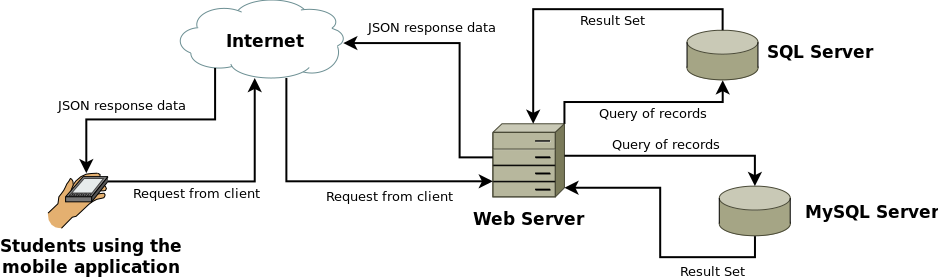 Result Set
JSON response data
Internet
SQL Server
JSON response data
Query of records
Query of records
Request from client
Request from client
Web Server
MySQL Server
Students using the
mobile application
Result Set